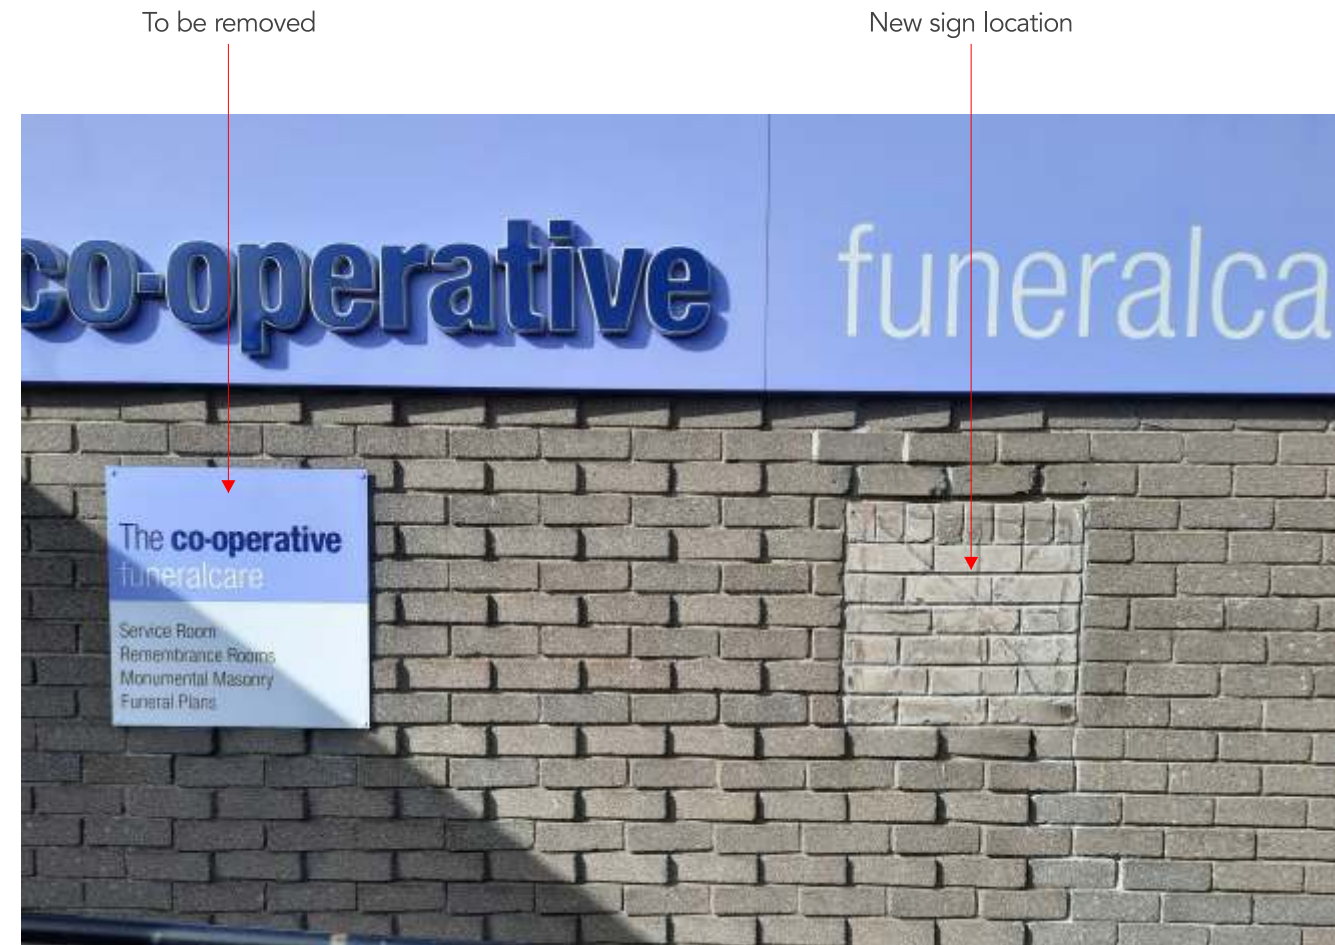 To be removed
New sign location
co-operative
funeralca
The co-operative
funeralcare
Service Room
Remembrance Rooms
Monumental Masonry
Funeral Plans